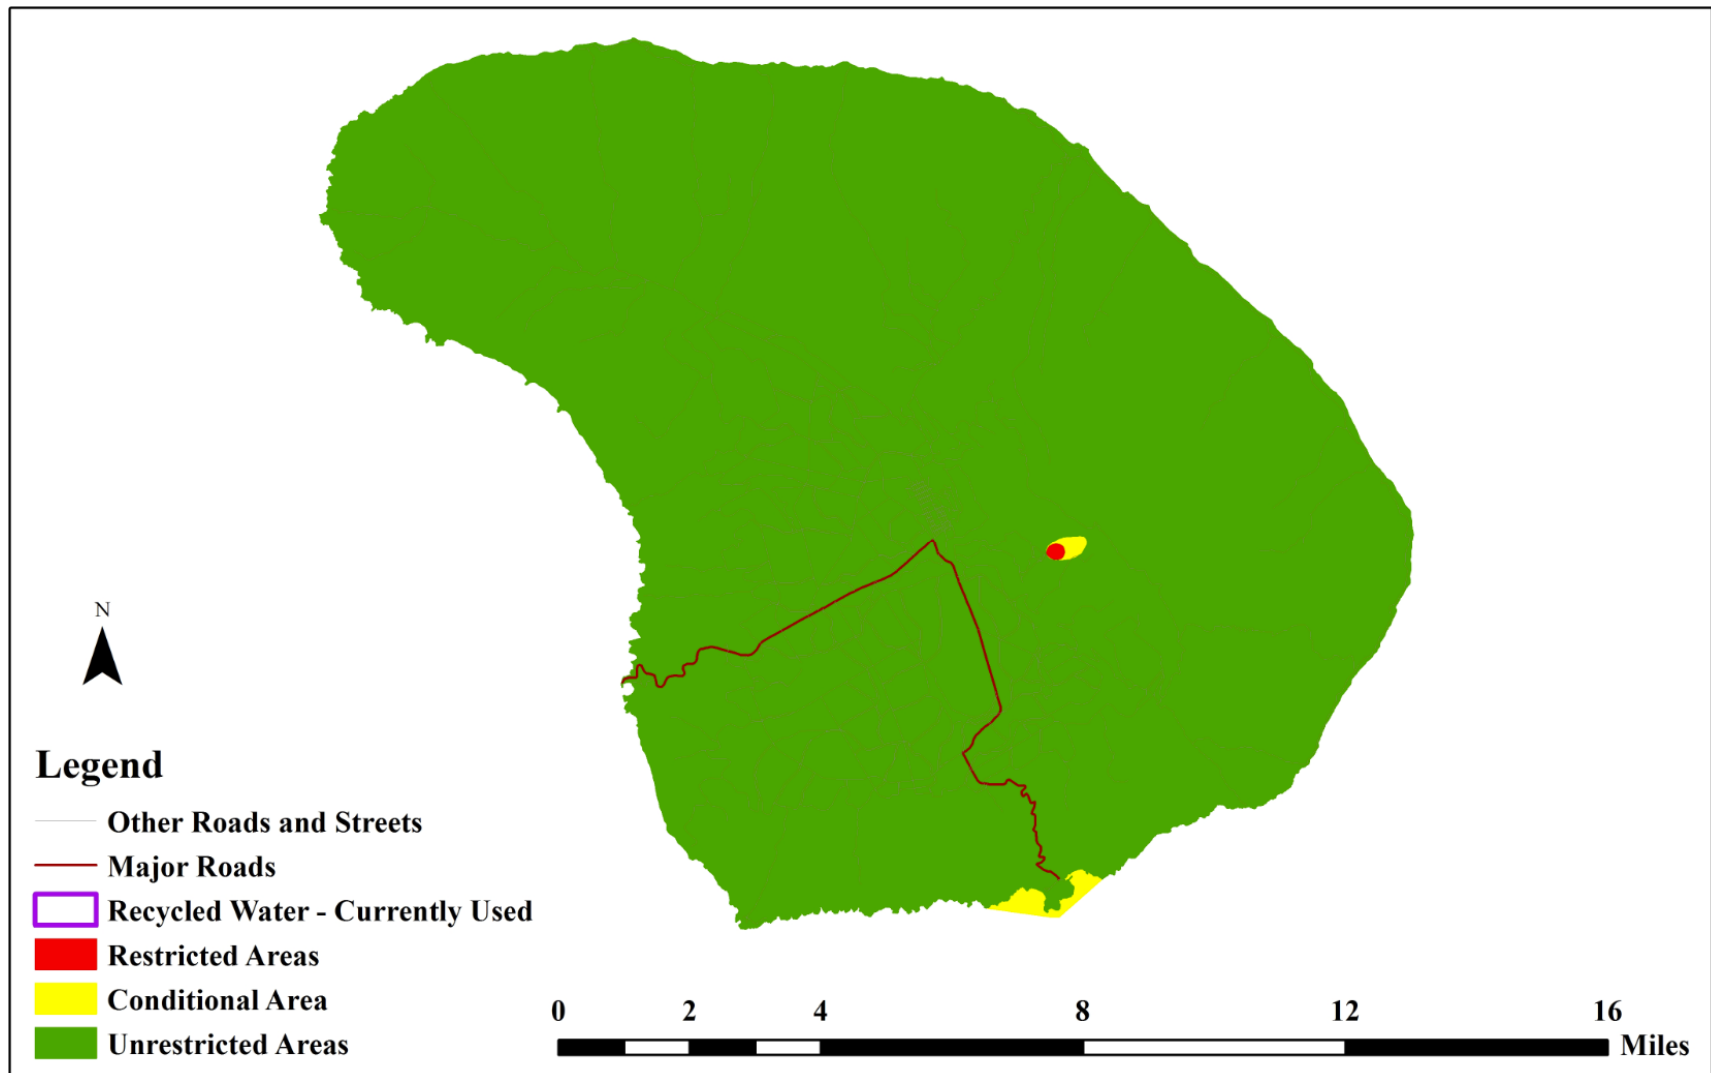 N
Legend
Other Roads and Streets
Major Roads
Recycled Water - Currently Used
Restricted Areas
Conditional Area
Unrestricted Areas
0 2 4 8 12 16
Miles